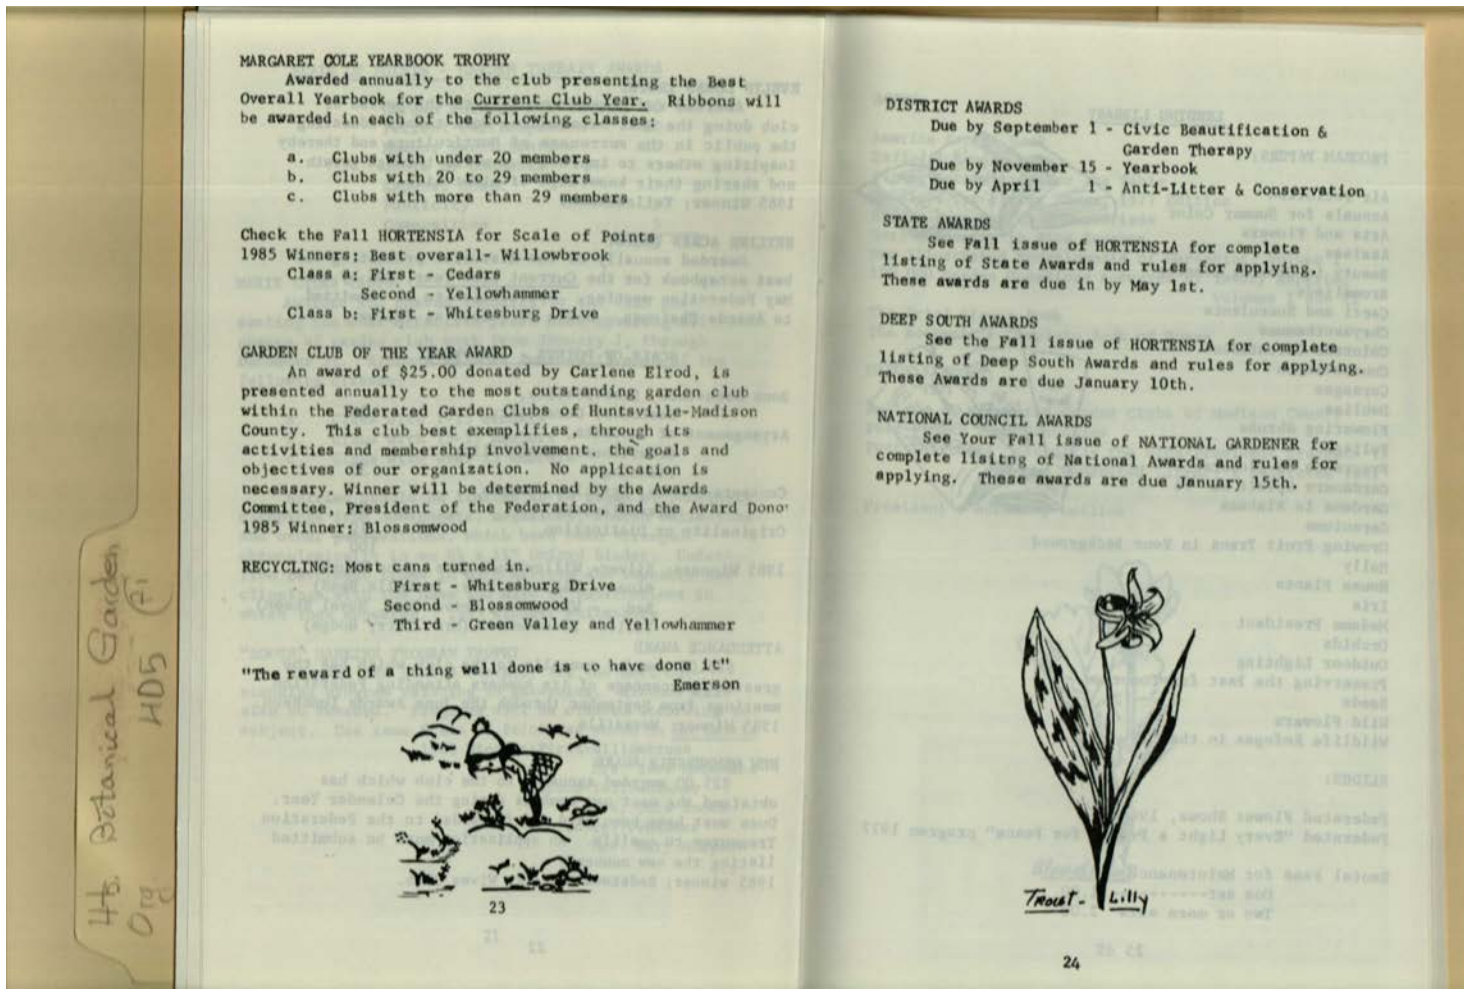 Hts. Botanical Garden
Org. HD5
MARGARET COLE YEARBOOK TROPHY
Awarded annually to the club presenting the Best
Overall Yearbook for the Current Club Year. Ribbons will
be awarded in each of the following classes:
a. Clubs with under 20 members
b. Clubs with 20 to 29 members
c. Clubs with more than 29 members
Check the Fall HORTENSIA for Scale of Points
1985 Winners: Best overall- Willowbrook
Class a: First - Cedars
Second - Yellowhammer
Class b: First - Whitesburg Drive
GARDEN CLUB OF THE YEAR AWARD
An award of $25.00 donated by Carlene Elrod, is
presented annually to the most outstanding garden club
within the Federated Garden Clubs of Huntsville-Madison
County. This club best exemplifies, through its
activities and membership involvement, the goals and
objectives of our organization. No application is
necessary. Winner will be determined by the Awards
Committee, President of the Federation, and the Award Dono
1985 Winner: Blossomwood
RECYCLING: Most cans turned in.
First - Whitesburg Drive
Second - Blossomwood
Third - Green Valley and Yellowhammer
"The reward of a thing well done is to have done it"
Emerson
23
DISTRICT AWARDS
Due by September 1 - Civic Beautification &
Garden Therapy
Due by November 15 - Yearbook
Due by April 1 - Anti-Litter & Conservation
STATE AWARDS
See Fall issue of HORTENSIA for complete
listing of State Awards and rules for applying.
These awards are due in by May 1st.
DEEP SOUTH AWARDS
See the Fall issue of HORTENSIA for complete
listing of Deep South Awards and rules for applying.
These Awards are due January 10th.
NATIONAL COUNCIL AWARDS
See Your Fall issue of NATIONAL GARDENER for
complete lisitng of National Awards and rules for
applying. These awards are due January 15th.
Trout - Lilly
24